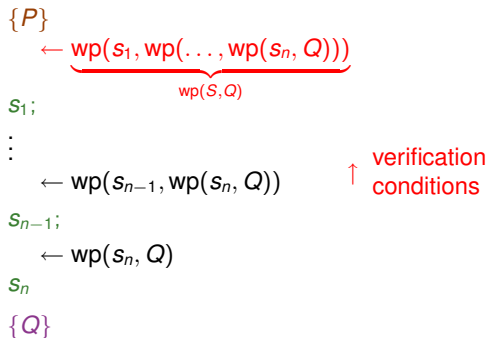 {P}
← wp(s₁, wp(..., wp(sₙ, Q)))
wp(S,Q)
s₁;
⋮
← wp(sₙ₋₁, wp(sₙ, Q)) ↑ verification
conditions
sₙ₋₁;
← wp(sₙ, Q)
sₙ
{Q}